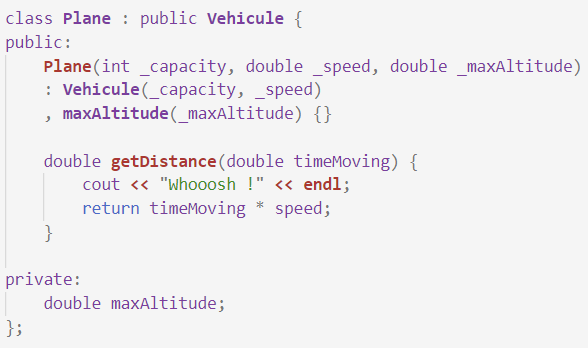 class Plane : public Vehicule {
public:
    Plane(int _capacity, double _speed, double _maxAltitude)
    : Vehicule(_capacity, _speed)
    , maxAltitude(_maxAltitude) {}

    double getDistance(double timeMoving) {
        cout << "Whooosh !" << endl;
        return timeMoving * speed;
    }

private:
    double maxAltitude;
};